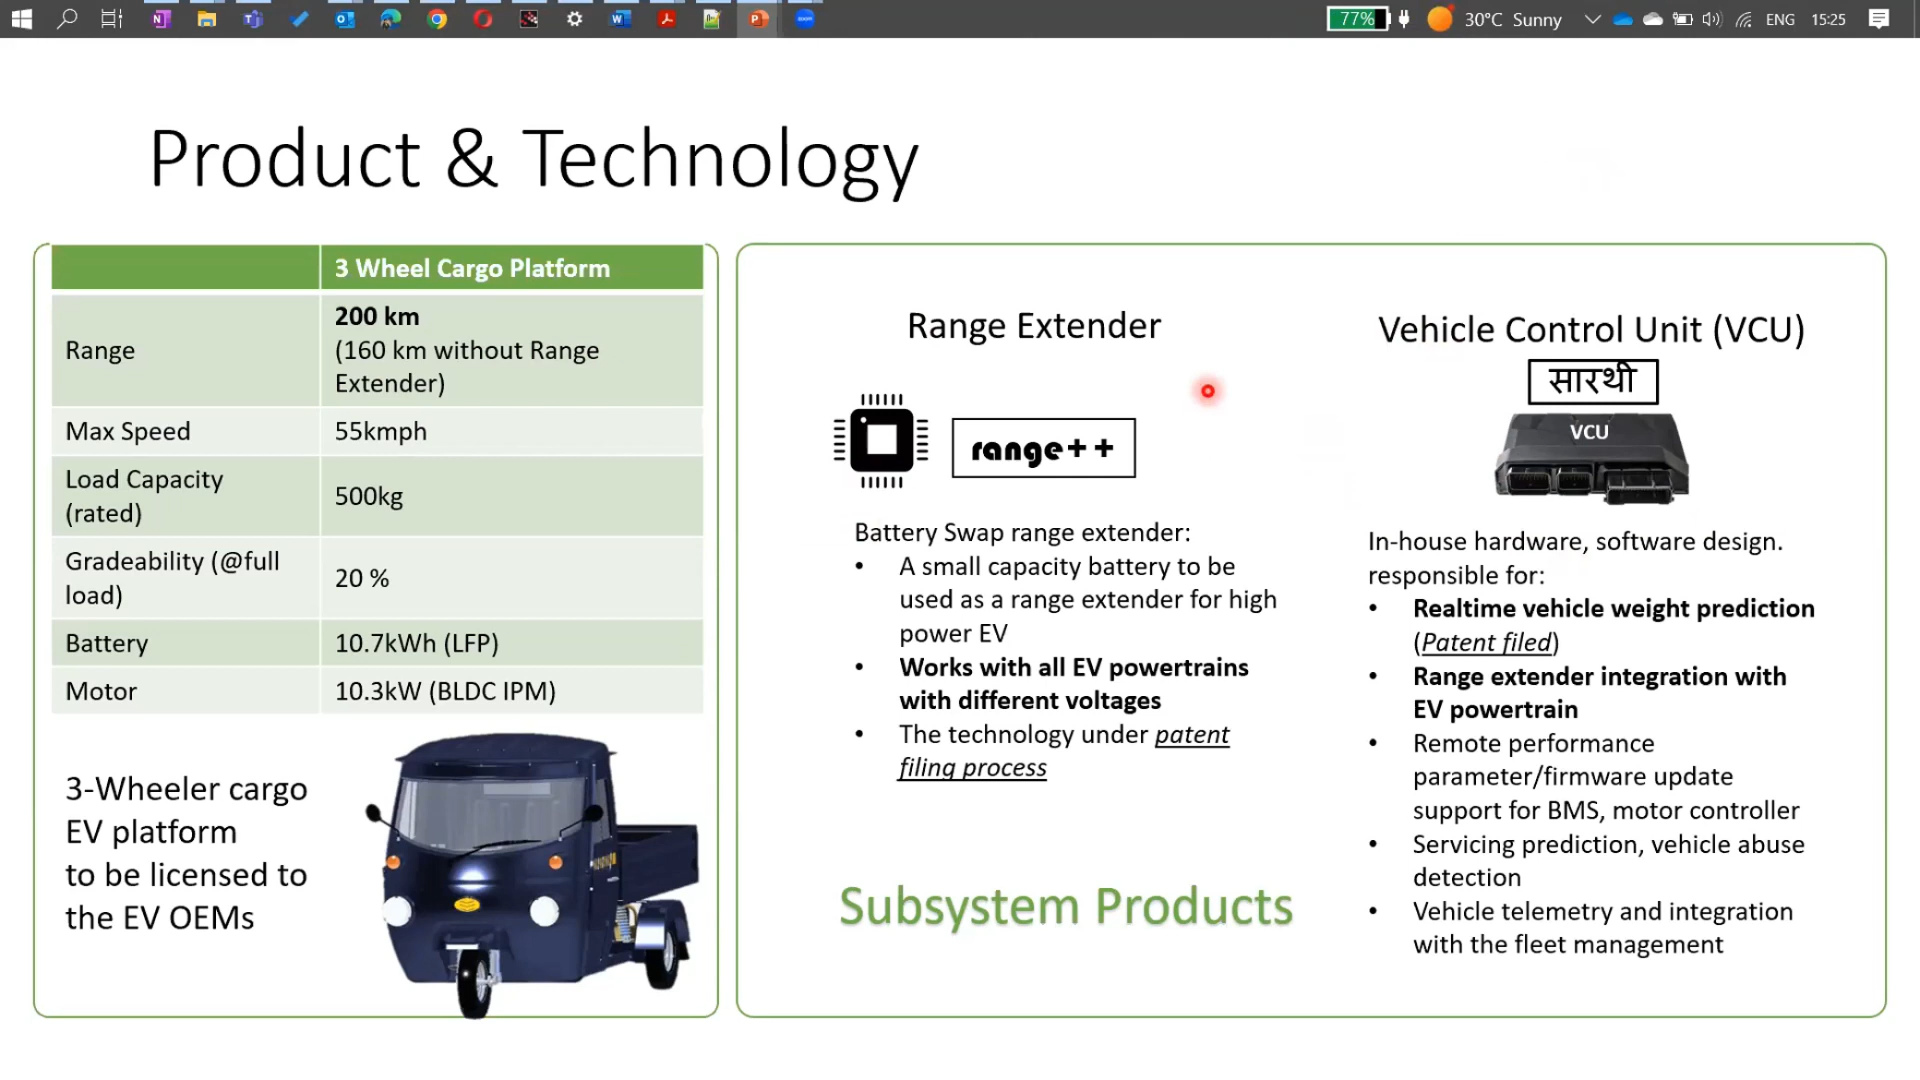 77%
30°C Sunny
ENG
15:25
Product & Technology
3 Wheel Cargo Platform
Range
200 km
(160 km without Range
Extender)
Max Speed
55kmph
Load Capacity
(rated)
500kg
Gradeability (@full
load)
20 %
Battery
10.7kWh (LFP)
Motor
10.3kW (BLDC IPM)
3-Wheeler cargo
EV platform
to be licensed to
the EV OEMs
Range Extender
range++
Battery Swap range extender:
• A small capacity battery to be
used as a range extender for high
power EV
• Works with all EV powertrains
with different voltages
• The technology under patent
filing process
Subsystem Products
Vehicle Control Unit (VCU)
सारथी
VCU
In-house hardware, software design.
responsible for:
• Realtime vehicle weight prediction
(Patent filed)
• Range extender integration with
EV powertrain
• Remote performance
parameter/firmware update
support for BMS, motor controller
• Servicing prediction, vehicle abuse
detection
• Vehicle telemetry and integration
with the fleet management